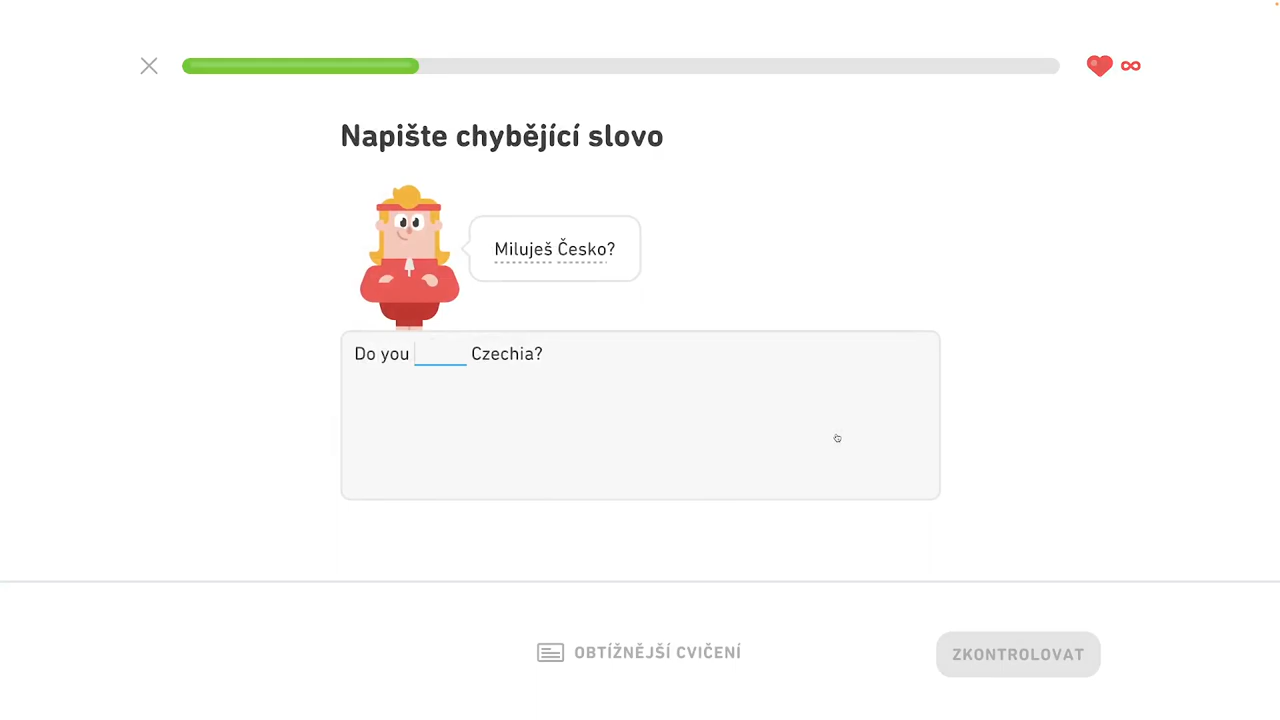 Napište chybějící slovo
Miluješ Česko?
Do you Czechia?
OBTÍŽNĚJŠÍ CVIČENÍ
ZKONTROLOVAT